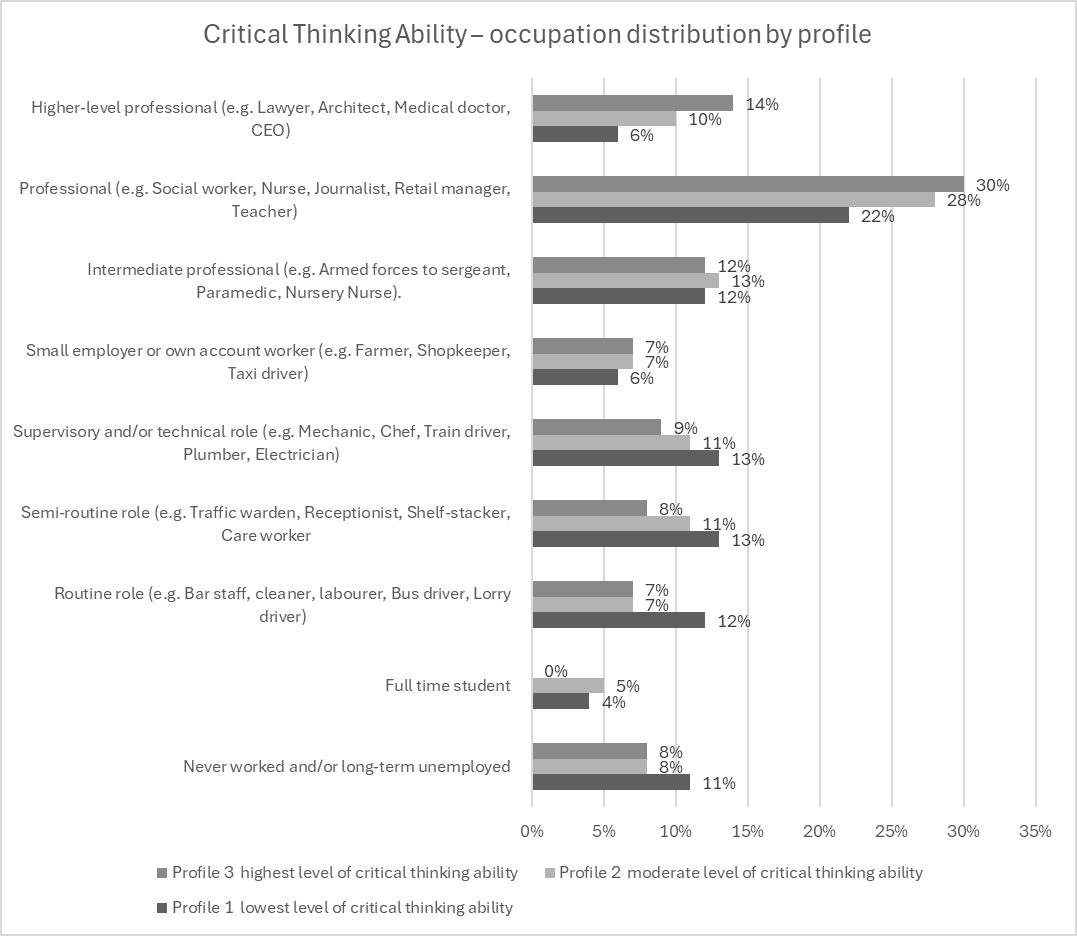 Critical Thinking Ability – occupation distribution by profile
Higher-level professional (e.g. Lawyer, Architect, Medical doctor,
CEO)
14%
10%
6%
Professional (e.g. Social worker, Nurse, Journalist, Retail manager,
Teacher)
30%
28%
22%
Intermediate professional (e.g. Armed forces to sergeant,
Paramedic, Nursery Nurse).
12%
13%
12%
Small employer or own account worker (e.g. Farmer, Shopkeeper,
Taxi driver)
7%
7%
6%
Supervisory and/or technical role (e.g. Mechanic, Chef, Train driver,
Plumber, Electrician)
9%
11%
13%
Semi-routine role (e.g. Traffic warden, Receptionist, Shelf-stacker,
Care worker
8%
11%
13%
Routine role (e.g. Bar staff, cleaner, labourer, Bus driver, Lorry
driver)
7%
7%
12%
Full time student
0%
5%
4%
Never worked and/or long-term unemployed
8%
8%
11%
0% 5% 10% 15% 20% 25% 30% 35%
Profile 3 highest level of critical thinking ability Profile 2 moderate level of critical thinking ability
Profile 1 lowest level of critical thinking ability